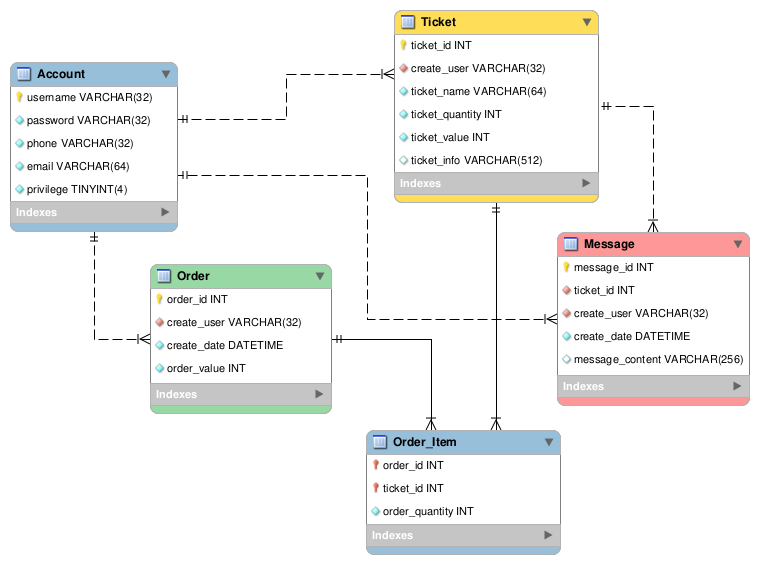 Ticket
ticket_id INT
create_user VARCHAR(32)
ticket_name VARCHAR(64)
ticket_quantity INT
ticket_value INT
ticket_info VARCHAR(512)
Indexes
Account
username VARCHAR(32)
password VARCHAR(32)
phone VARCHAR(32)
email VARCHAR(64)
privilege TINYINT(4)
Indexes
Message
message_id INT
ticket_id INT
create_user VARCHAR(32)
create_date DATETIME
message_content VARCHAR(256)
Indexes
Order
order_id INT
create_user VARCHAR(32)
create_date DATETIME
order_value INT
Indexes
Order_Item
order_id INT
ticket_id INT
order_quantity INT
Indexes